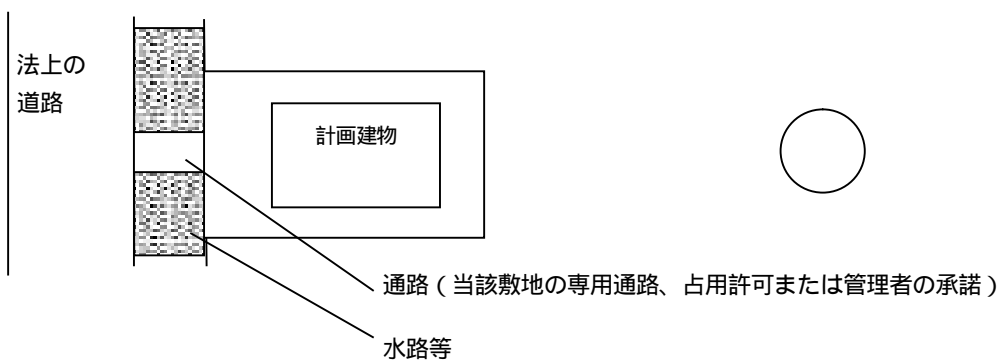 法上の
道路
計画建物
通路（当該敷地の専用通路、占用許可または管理者の承諾）
水路等